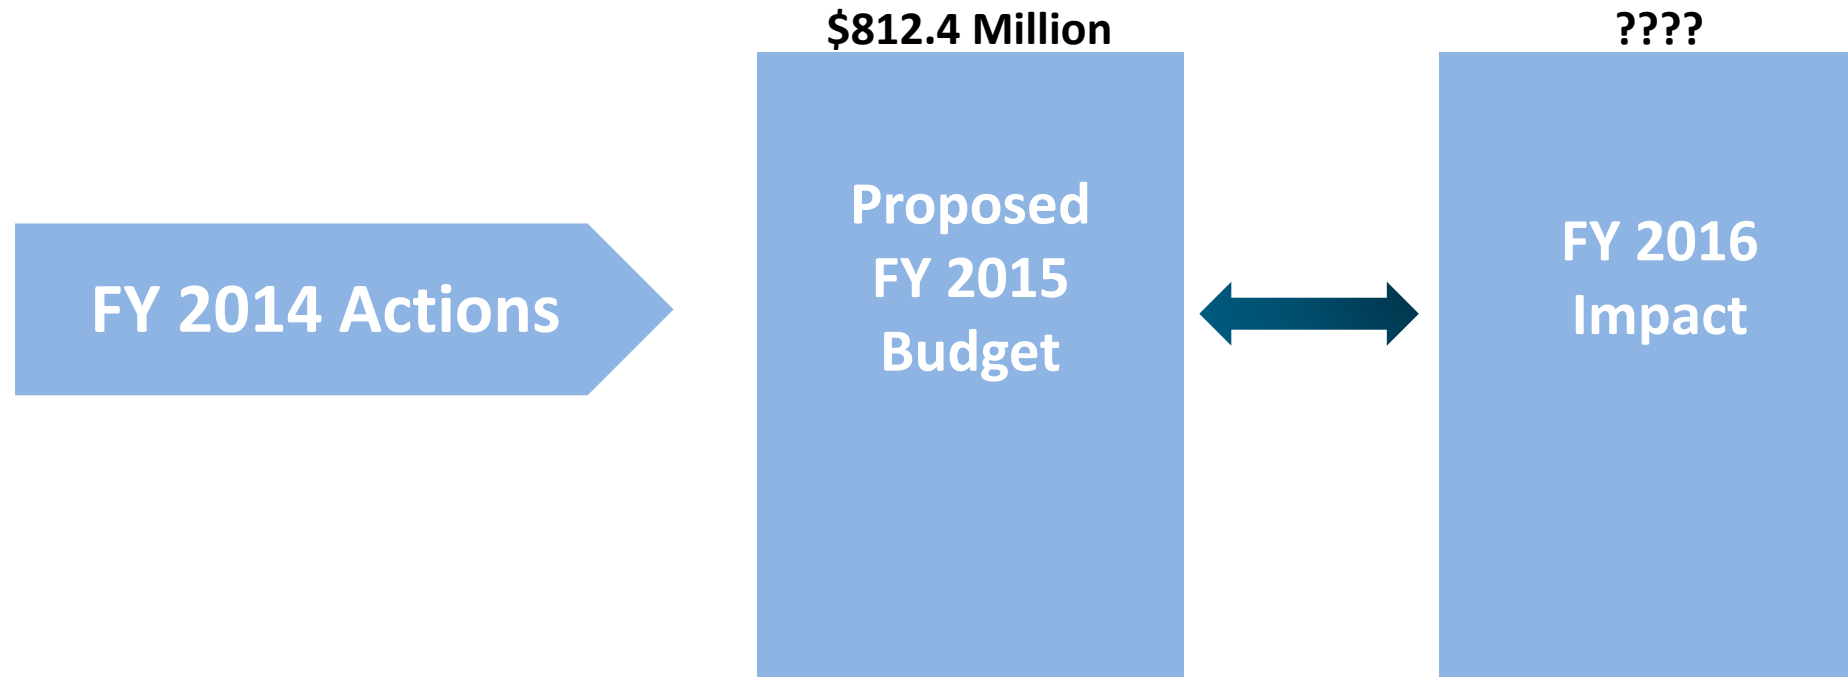 $812.4 Million
????
FY 2014 Actions
Proposed
FY 2015
Budget
FY 2016
Impact